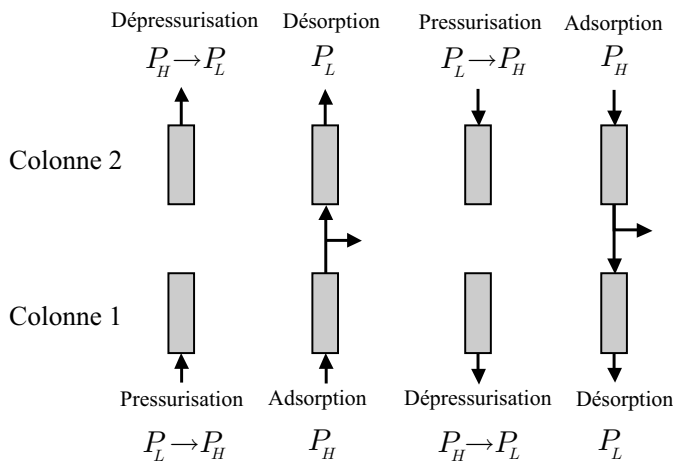 Dépressurisation Désorption Pressurisation Adsorption
P_H→P_L P_L P_L→P_H P_H
Colonne 2
Colonne 1
Pressurisation Adsorption Dépressurisation Désorption
P_L→P_H P_H P_H→P_L P_L